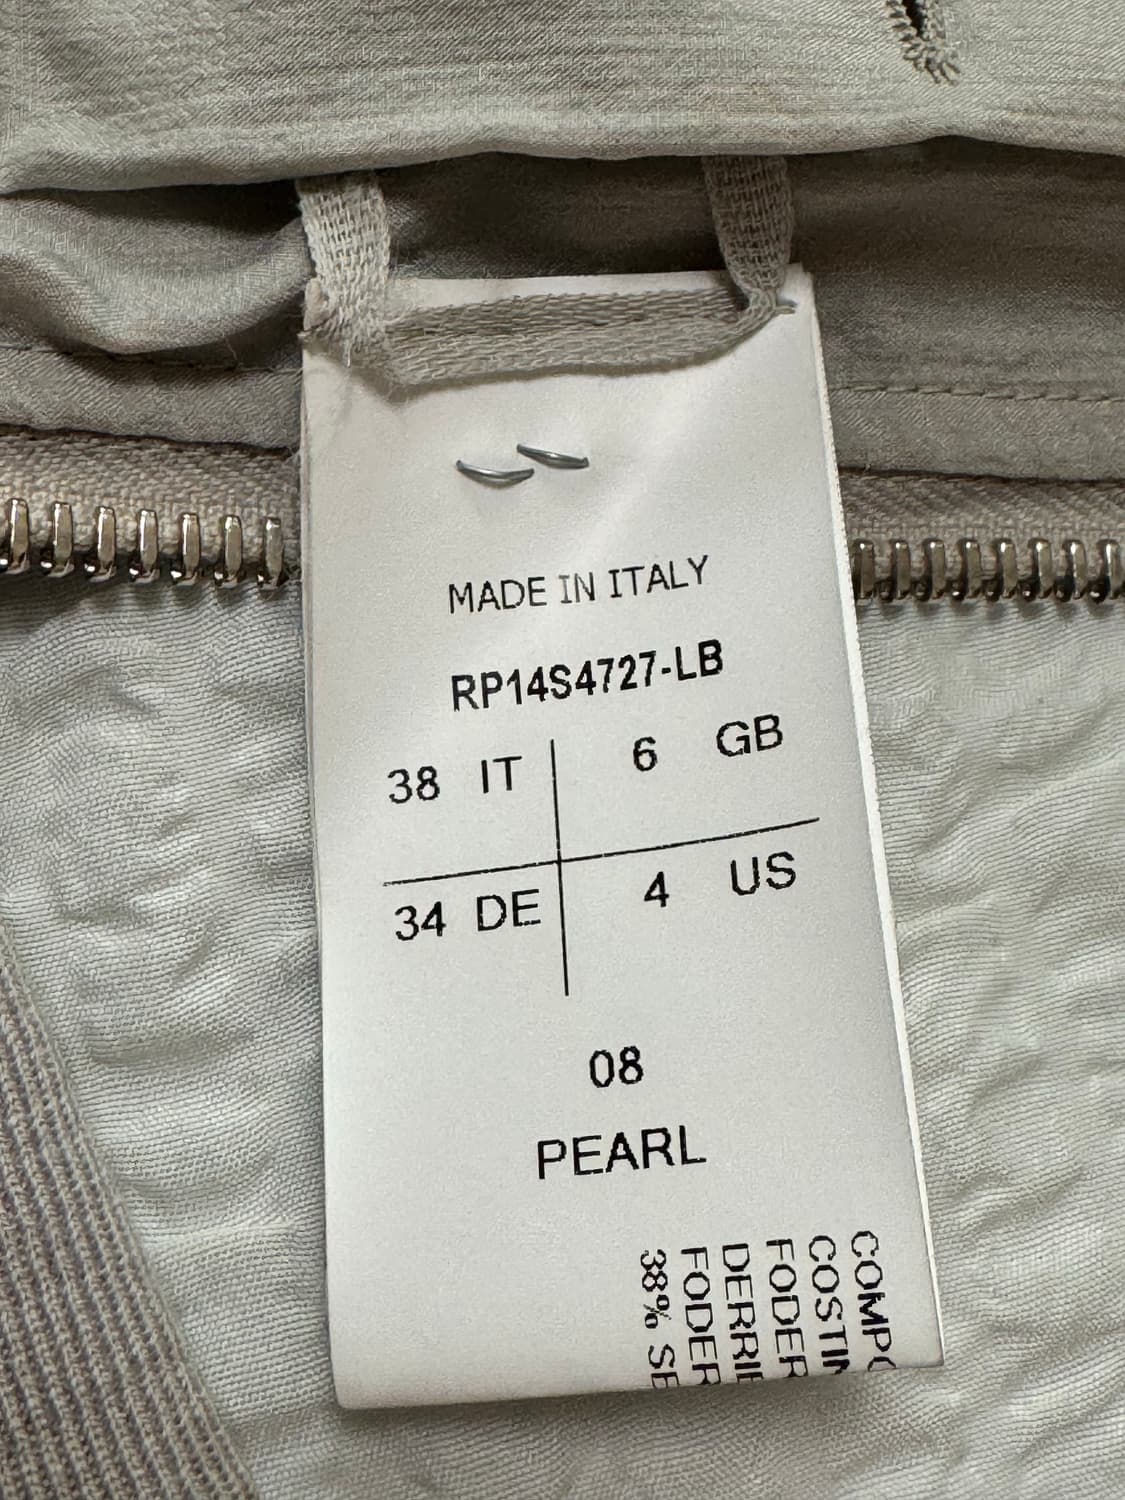 MADE IN ITALY
RP14S4727-LB
38 IT 6 GB
34 DE 4 US
08
PEARL
COMPO
COSTIN
FODER
DERRIE
FODER
38% SE